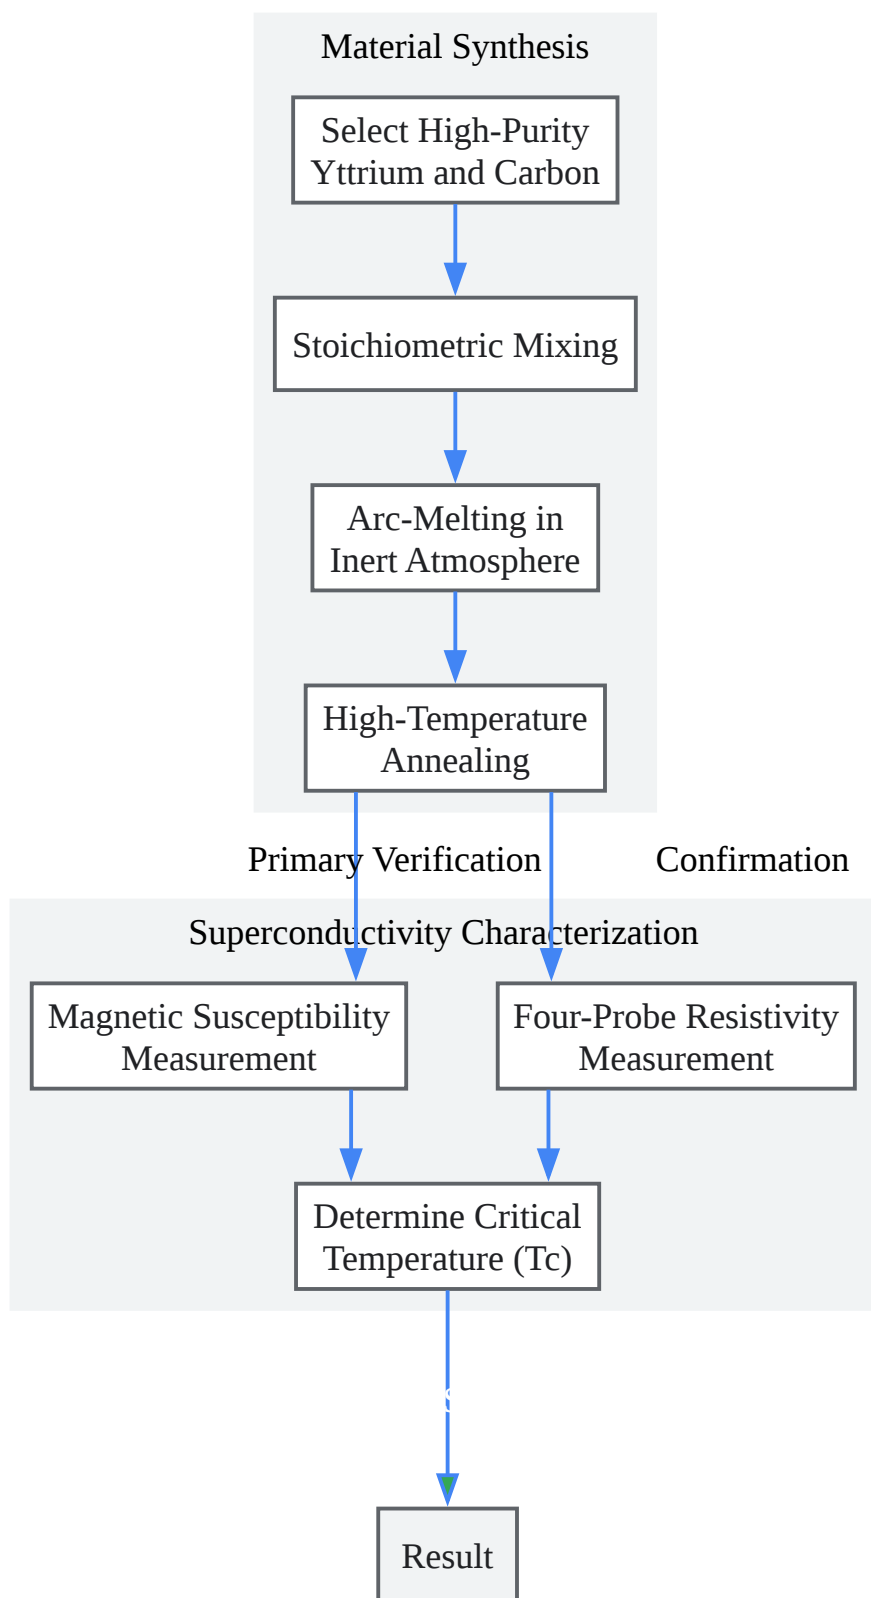 Material Synthesis
Select High-Purity
Yttrium and Carbon
Stoichiometric Mixing
Arc-Melting in
Inert Atmosphere
High-Temperature
Annealing
Primary Verification
Confirmation
Superconductivity Characterization
Magnetic Susceptibility
Measurement
Four-Probe Resistivity
Measurement
Determine Critical
Temperature (Tc)
Result